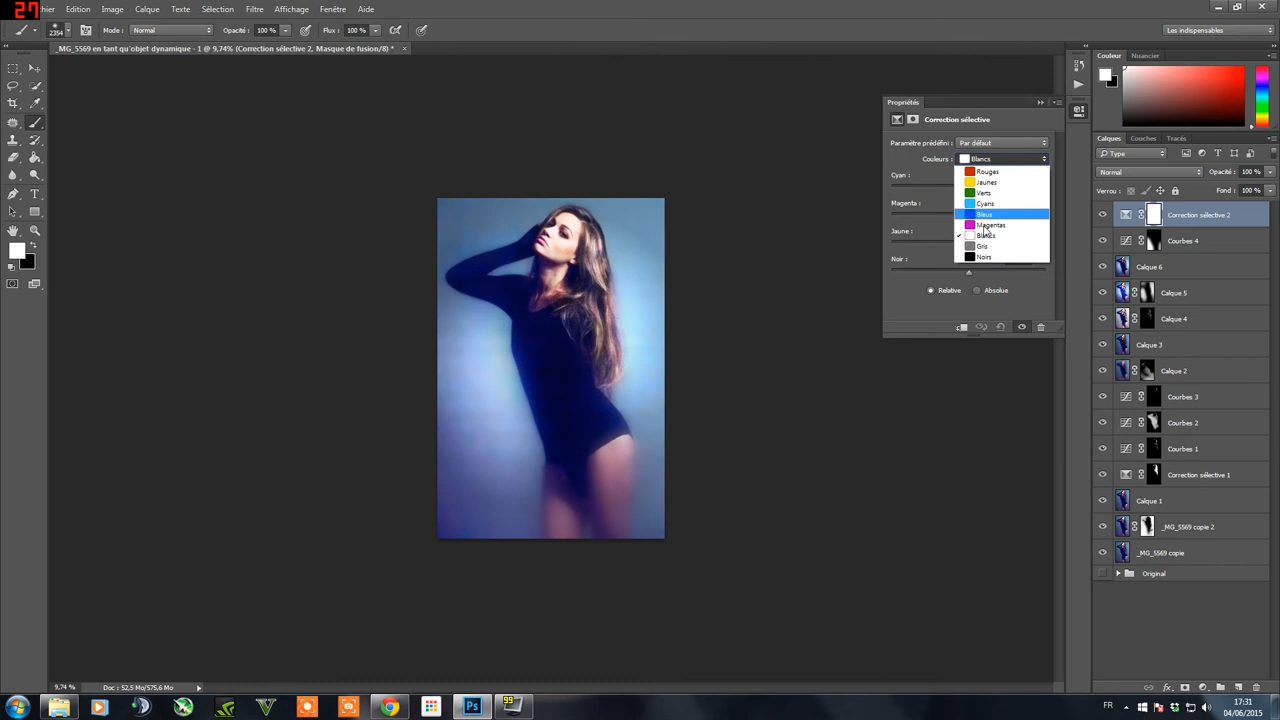 27
hier Edition Image Calque Texte Sélection Filtre Affichage Fenêtre Aide
2354 Mode : Normal Opacité : 100 % Flux : 100 % Les indispensables
_MG_5569 en tant qu'objet dynamique - 1 @ 9,74% (Correction sélective 2, Masque de fusion/8) *
Couleur Nuancier
Propriétés
Correction sélective
Paramètre prédéfini : Par défaut
Couleurs : Blancs
Rouges
Jaunes
Verts
Cyans
Bleus
Magentas
Blancs
Gris
Noirs
Cyan :
Magenta :
Jaune :
Noir :
Relative Absolue
Calques Couches Tracés
Type
Normal Opacité : 100 %
Verrou : Fond : 100 %
Correction sélective 2
Courbes 4
Calque 6
Calque 5
Calque 4
Calque 3
Calque 2
Courbes 3
Courbes 2
Courbes 1
Correction sélective 1
Calque 1
_MG_5569 copie 2
_MG_5569 copie
Original
9,74 % Doc : 52,5 Mo/575,6 Mo
Ps 99 FR 17:31
04/06/2015